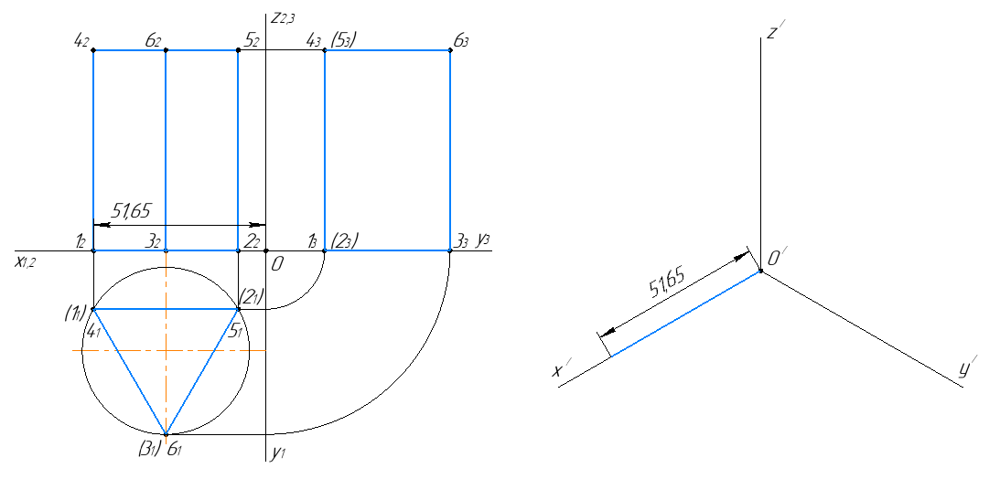 z2,3
z′
42 62 52 43 (53) 63
51,65
12 32 22 13 (23) 33 y3
x1,2 O
O′
51,65
(11) (21)
41 51
x′ y′
(31) 61
y1